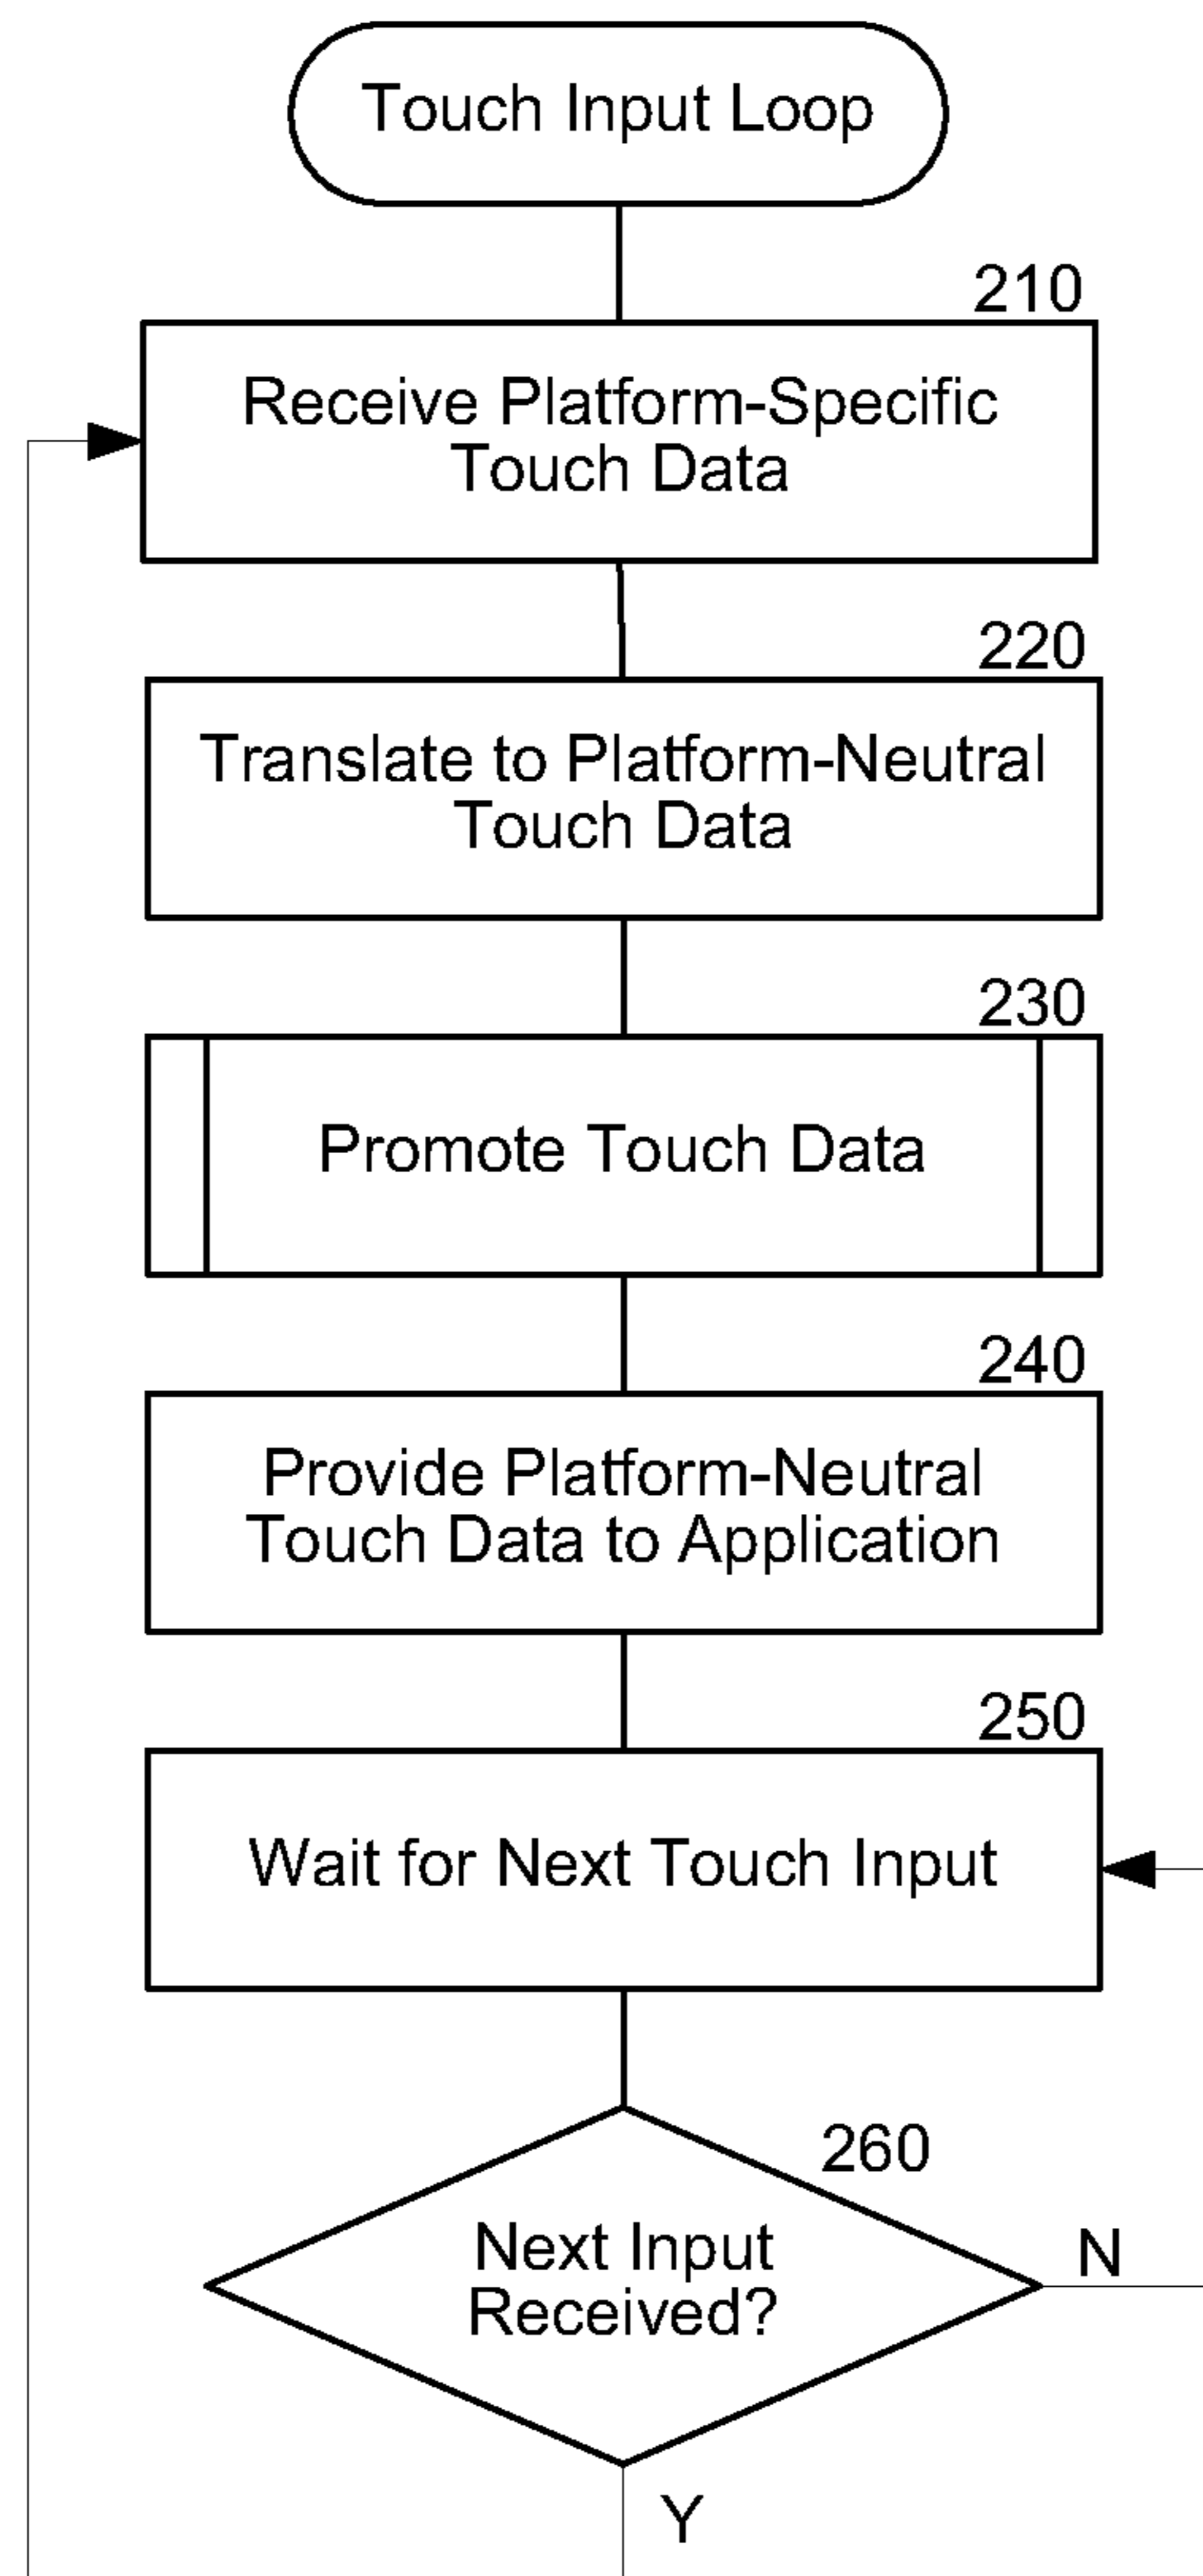 Touch Input Loop
210
Receive Platform-Specific
Touch Data
220
Translate to Platform-Neutral
Touch Data
230
Promote Touch Data
240
Provide Platform-Neutral
Touch Data to Application
250
Wait for Next Touch Input
260
Next Input
Received?
N
Y